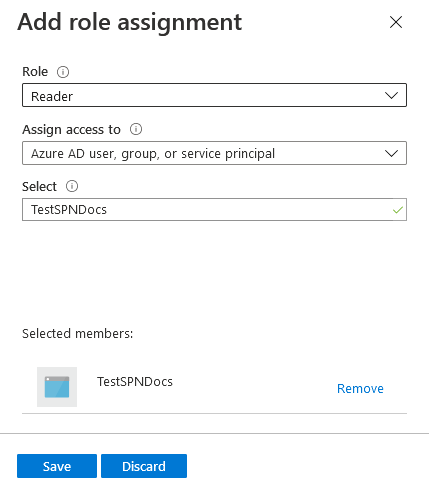 Add role assignment
Role
Reader
Assign access to
Azure AD user, group, or service principal
Select
TestSPNDocs
Selected members:
TestSPNDocs
Remove
Save Discard